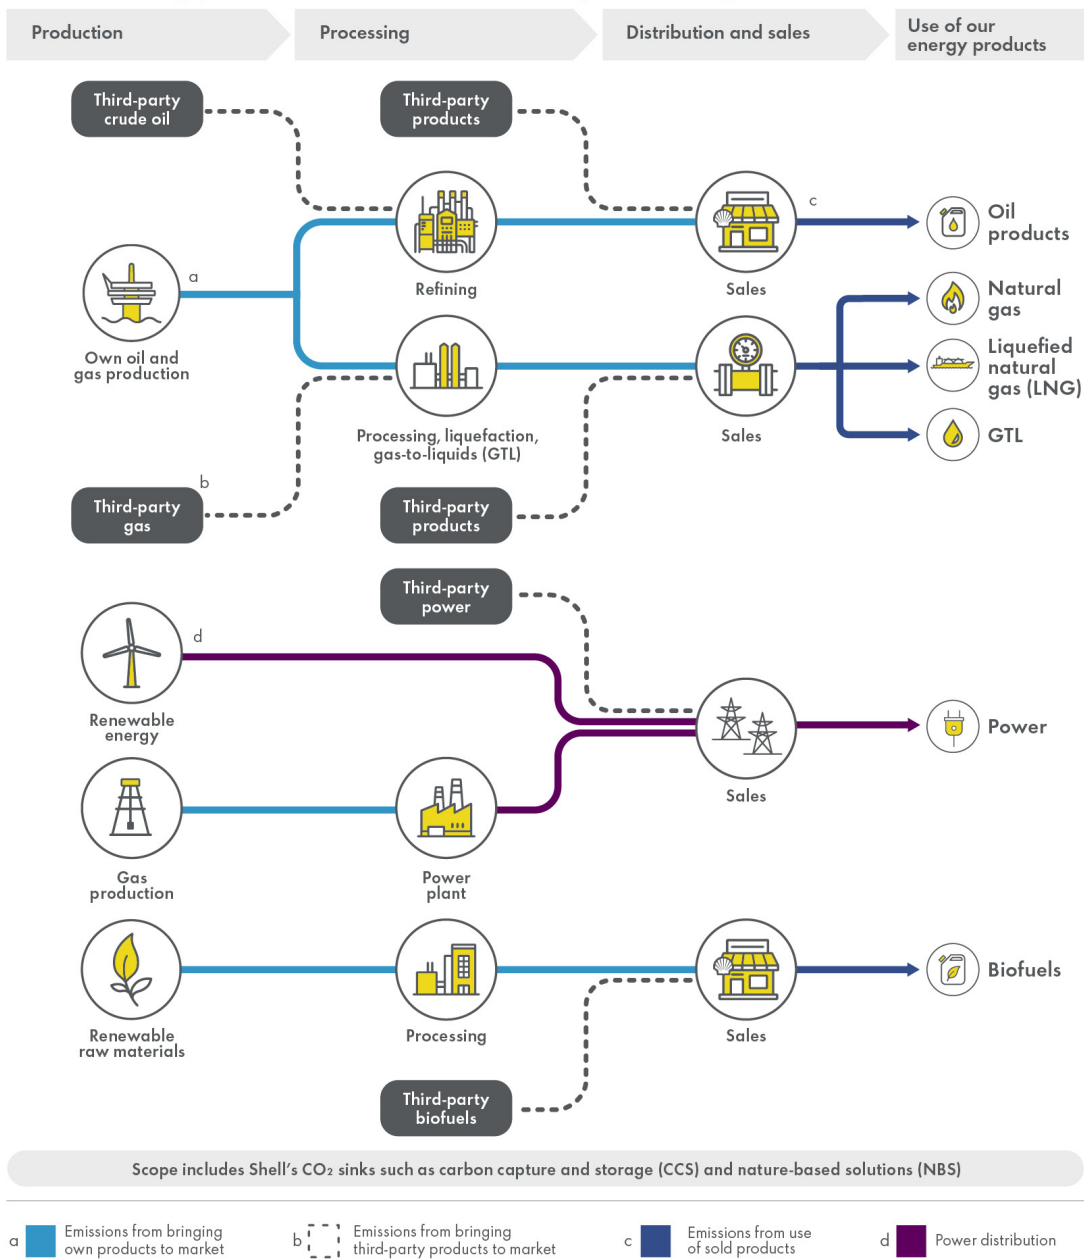 Production
Processing
Distribution and sales
Use of our
energy products
Third-party
crude oil
Third-party
products
c
Oil
products
a
Refining
Sales
Natural
gas
Own oil and
gas production
Liquefied
natural
gas (LNG)
Processing, liquefaction,
gas-to-liquids (GTL)
Sales
GTL
b
Third-party
gas
Third-party
products
Third-party
power
d
Renewable
energy
Power
Sales
Gas
production
Power
plant
Biofuels
Renewable
raw materials
Processing
Sales
Third-party
biofuels
Scope includes Shell's CO₂ sinks such as carbon capture and storage (CCS) and nature-based solutions (NBS)
a Emissions from bringing
own products to market
b Emissions from bringing
third-party products to market
c Emissions from use
of sold products
d Power distribution